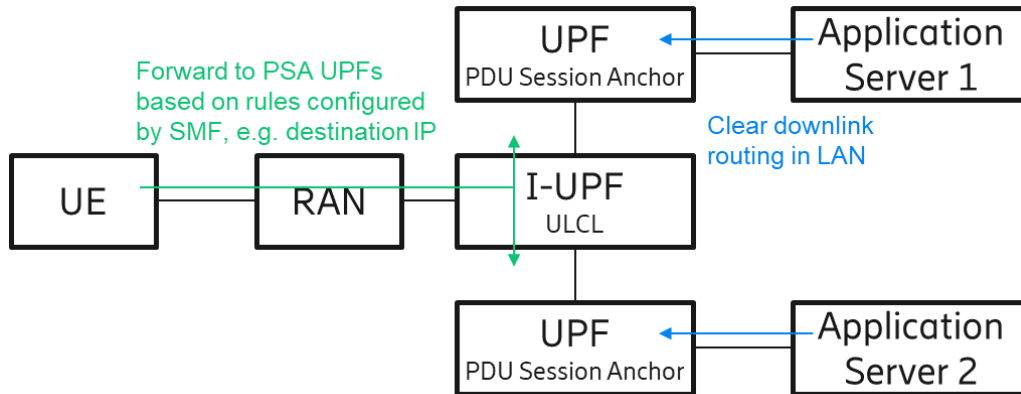 UPF
PDU Session Anchor
Application
Server 1
Forward to PSA UPFs
based on rules configured
by SMF, e.g. destination IP
Clear downlink
routing in LAN
UE
RAN
I-UPF
ULCL
UPF
PDU Session Anchor
Application
Server 2